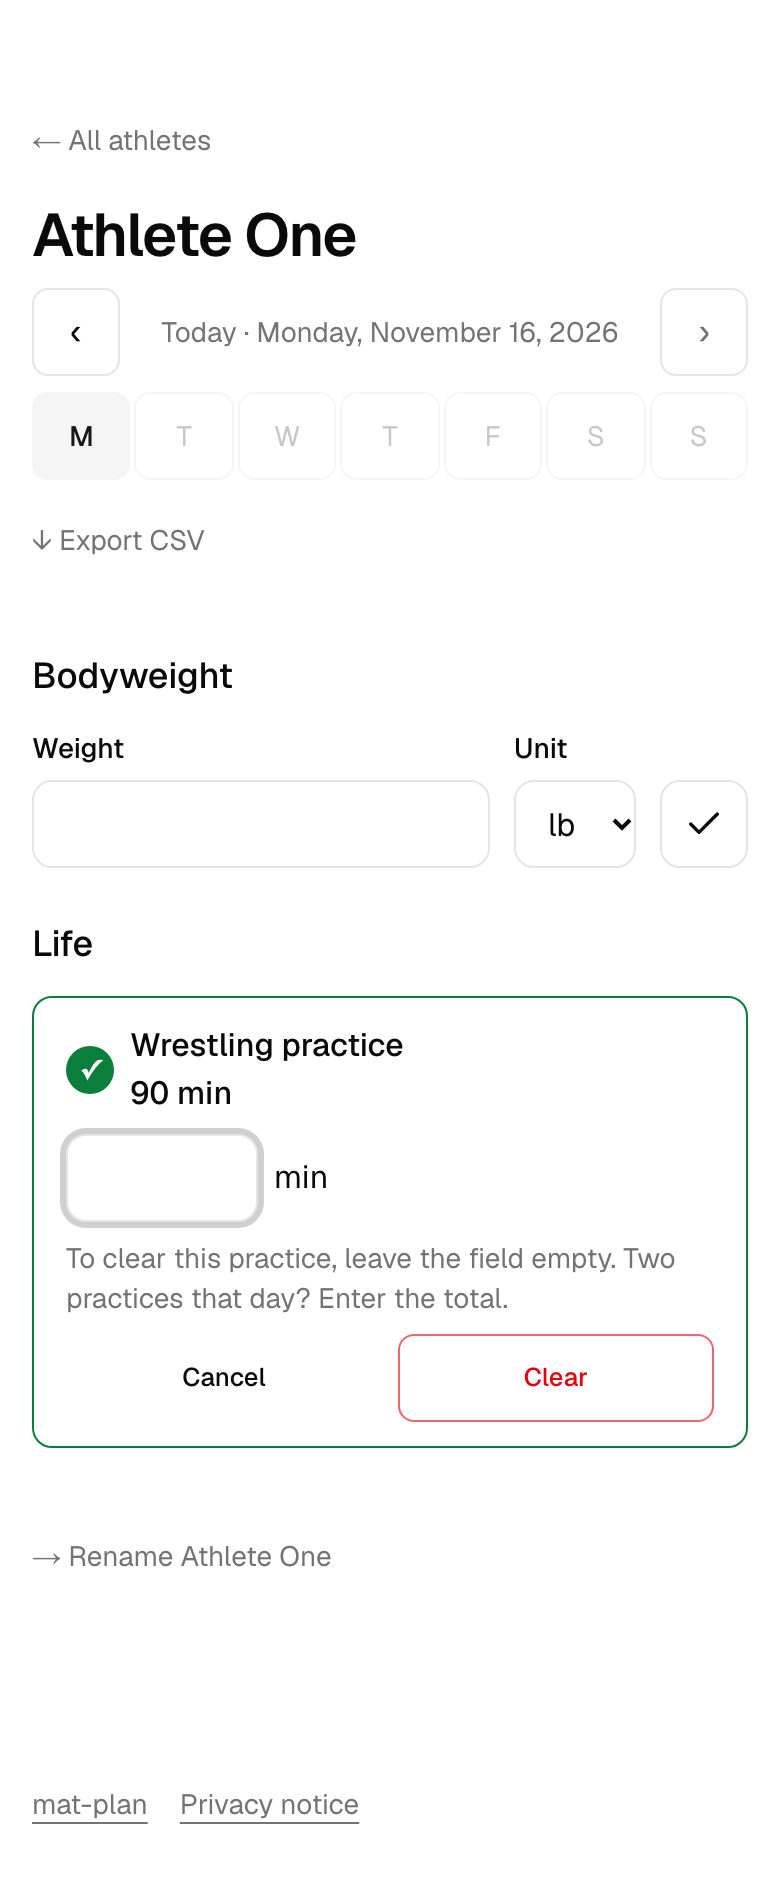 ← All athletes
Athlete One
‹ Today · Monday, November 16, 2026 ›
M T W T F S S
↓ Export CSV
Bodyweight
Weight Unit
lb
Life
Wrestling practice
90 min
min
To clear this practice, leave the field empty. Two
practices that day? Enter the total.
Cancel Clear
→ Rename Athlete One
mat-plan Privacy notice